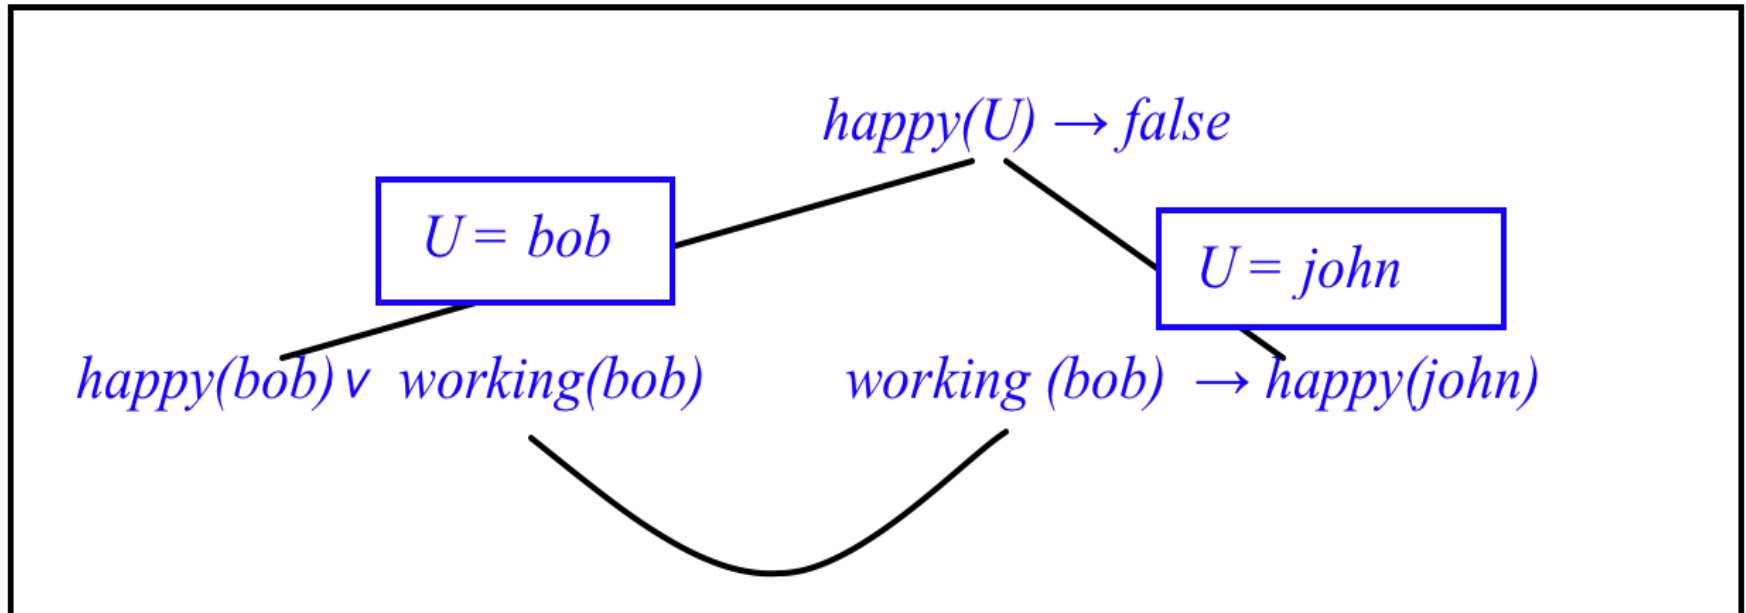 happy(U) → false
U = bob
U = john
happy(bob) ∨ working(bob)
working (bob) → happy(john)